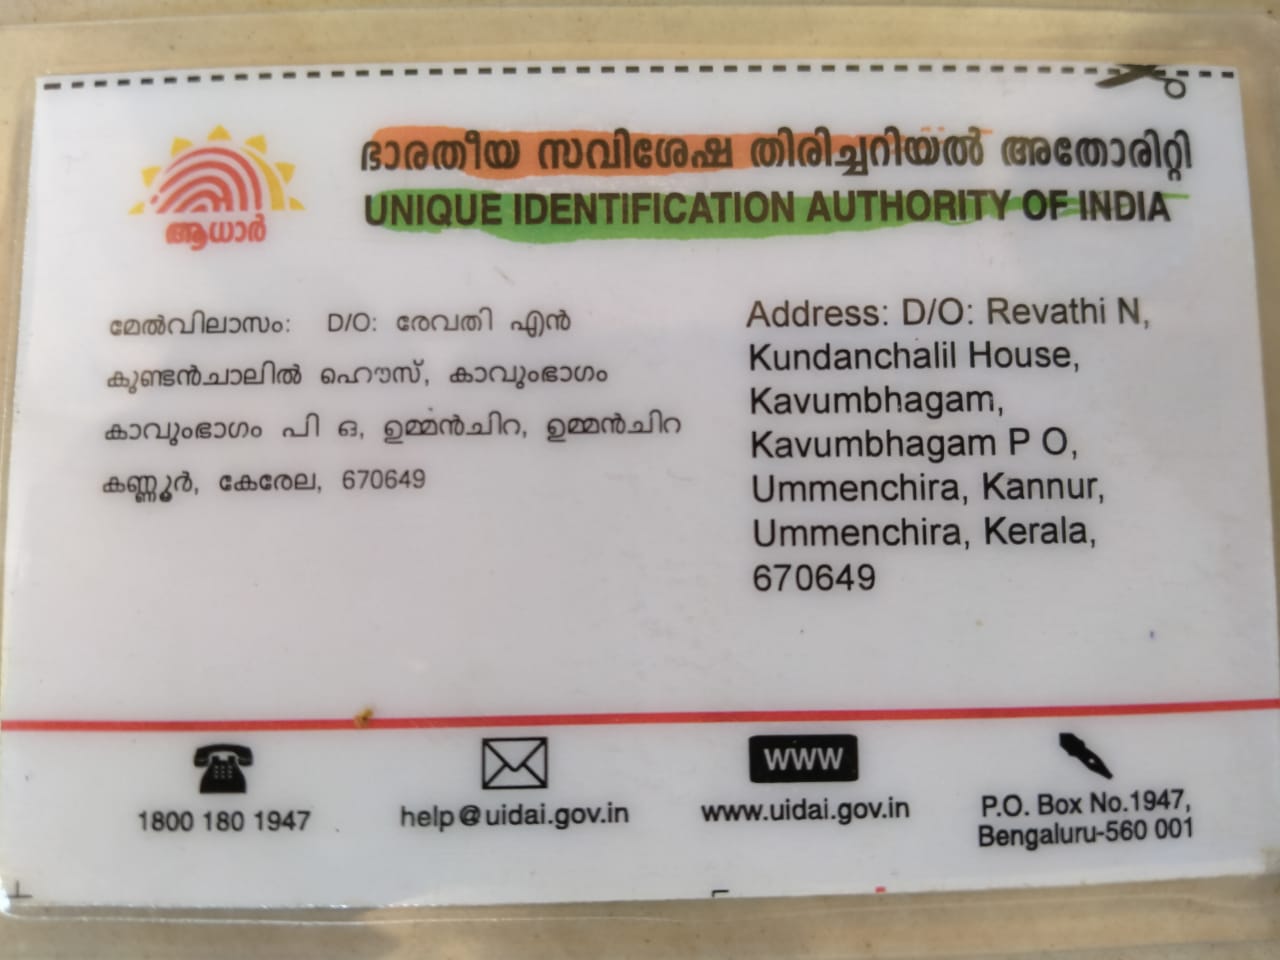 ഭാരതീയ സവിശേഷ തിരിച്ചറിയൽ അതോരിറ്റി
UNIQUE IDENTIFICATION AUTHORITY OF INDIA
ആധാർ
മേൽവിലാസം: D/O: രേവതി എൻ
കുണ്ടൻചാലിൽ ഹൌസ്, കാവുംഭാഗം
കാവുംഭാഗം പി ഒ, ഉമ്മൻചിറ, ഉമ്മൻചിറ
കണ്ണൂർ, കേരേല, 670649
Address: D/O: Revathi N,
Kundanchalil House,
Kavumbhagam,
Kavumbhagam P O,
Ummenchira, Kannur,
Ummenchira, Kerala,
670649
1800 180 1947
help@uidai.gov.in
WWW
www.uidai.gov.in
P.O. Box No.1947,
Bengaluru-560 001